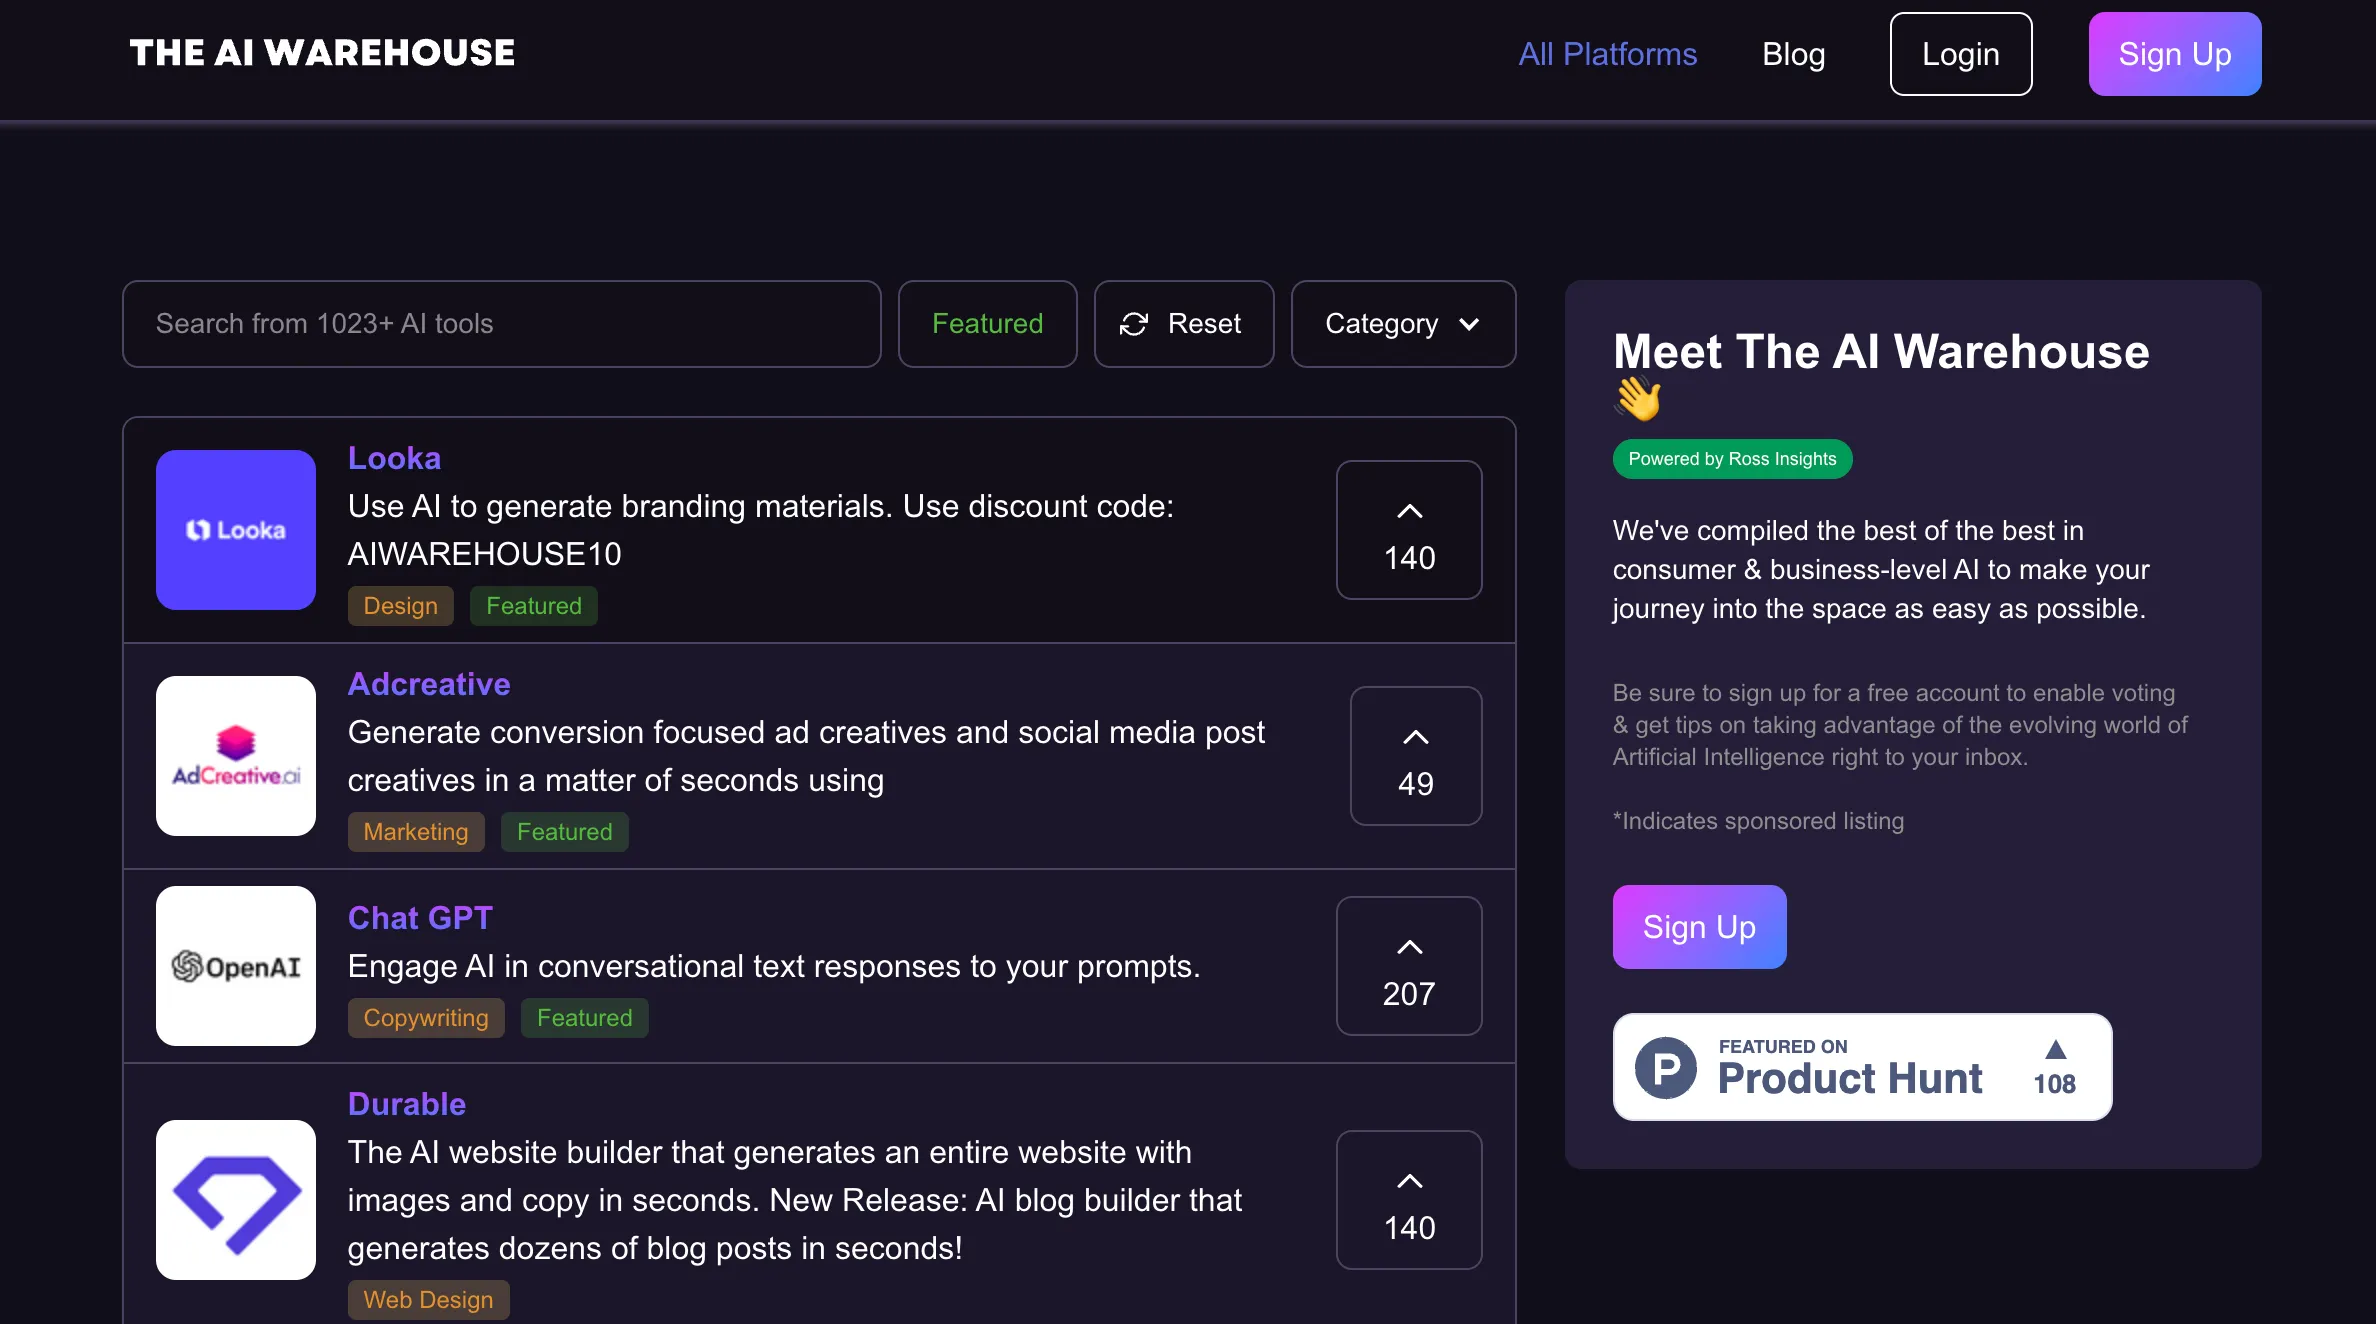 THE AI WAREHOUSE
All Platforms
Blog
Login
Sign Up
Search from 1023+ AI tools
Featured
Reset
Category
Looka
Looka
Use AI to generate branding materials. Use discount code:
AIWAREHOUSE10
Design
Featured
140
AdCreative.ai
Adcreative
Generate conversion focused ad creatives and social media post
creatives in a matter of seconds using
Marketing
Featured
49
OpenAI
Chat GPT
Engage AI in conversational text responses to your prompts.
Copywriting
Featured
207
Durable
The AI website builder that generates an entire website with
images and copy in seconds. New Release: AI blog builder that
generates dozens of blog posts in seconds!
Web Design
140
Meet The AI Warehouse
👋
Powered by Ross Insights
We've compiled the best of the best in
consumer & business-level AI to make your
journey into the space as easy as possible.
Be sure to sign up for a free account to enable voting
& get tips on taking advantage of the evolving world of
Artificial Intelligence right to your inbox.
*Indicates sponsored listing
Sign Up
P
FEATURED ON
Product Hunt
▲
108